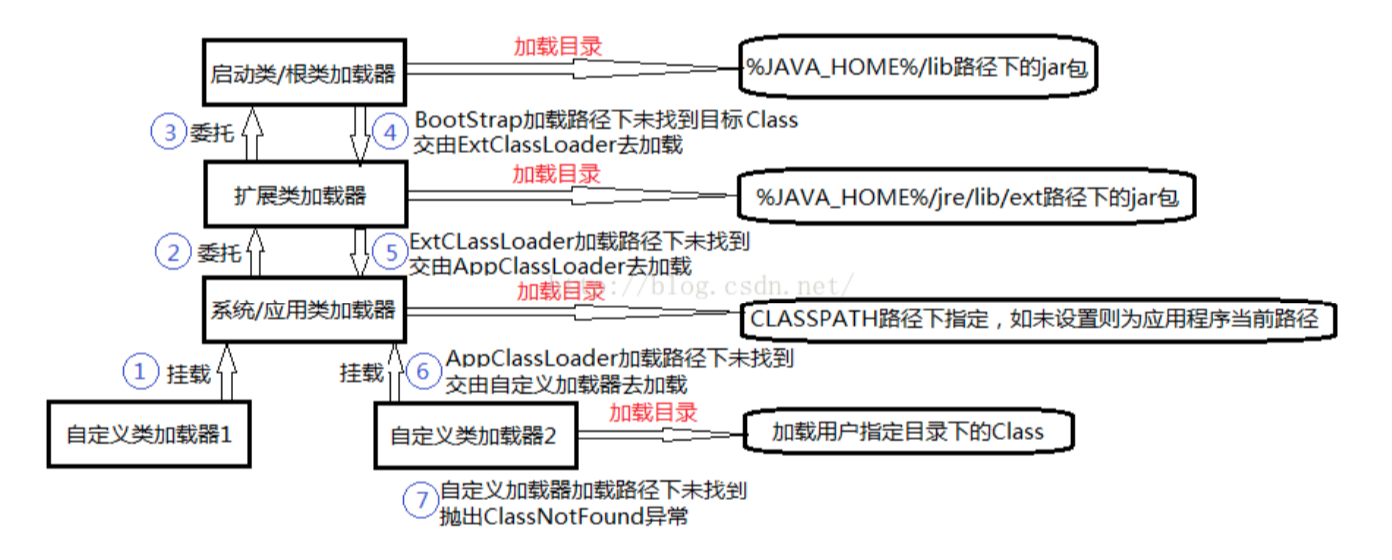 加载目录
启动类/根类加载器
%JAVA_HOME%/lib路径下的jar包
③ 委托
④ BootStrap加载路径下未找到目标Class
交由ExtClassLoader去加载
加载目录
扩展类加载器
%JAVA_HOME%/jre/lib/ext路径下的jar包
② 委托
⑤ ExtCLassLoader加载路径下未找到
交由AppClassLoader去加载
://blog.csdn.net/
加载目录
系统/应用类加载器
CLASSPATH路径下指定，如未设置则为应用程序当前路径
① 挂载
挂载
⑥ AppClassLoader加载路径下未找到
交由自定义加载器去加载
加载目录
自定义类加载器1
自定义类加载器2
加载用户指定目录下的Class
⑦ 自定义加载器加载路径下未找到
抛出ClassNotFound异常